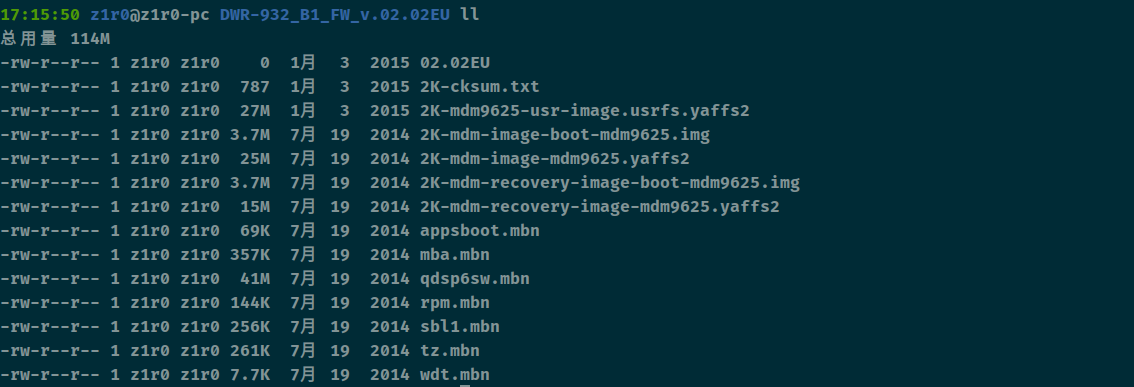 17:15:50 z1r0@z1r0-pc DWR-932_B1_FW_v.02.02EU ll
总用量 114M
-rw-r--r-- 1 z1r0 z1r0    0  1月  3  2015 02.02EU
-rw-r--r-- 1 z1r0 z1r0  787  1月  3  2015 2K-cksum.txt
-rw-r--r-- 1 z1r0 z1r0  27M  1月  3  2015 2K-mdm9625-usr-image.usrfs.yaffs2
-rw-r--r-- 1 z1r0 z1r0 3.7M  7月 19  2014 2K-mdm-image-boot-mdm9625.img
-rw-r--r-- 1 z1r0 z1r0  25M  7月 19  2014 2K-mdm-image-mdm9625.yaffs2
-rw-r--r-- 1 z1r0 z1r0 3.7M  7月 19  2014 2K-mdm-recovery-image-boot-mdm9625.img
-rw-r--r-- 1 z1r0 z1r0  15M  7月 19  2014 2K-mdm-recovery-image-mdm9625.yaffs2
-rw-r--r-- 1 z1r0 z1r0  69K  7月 19  2014 appsboot.mbn
-rw-r--r-- 1 z1r0 z1r0 357K  7月 19  2014 mba.mbn
-rw-r--r-- 1 z1r0 z1r0  41M  7月 19  2014 qdsp6sw.mbn
-rw-r--r-- 1 z1r0 z1r0 144K  7月 19  2014 rpm.mbn
-rw-r--r-- 1 z1r0 z1r0 256K  7月 19  2014 sbl1.mbn
-rw-r--r-- 1 z1r0 z1r0 261K  7月 19  2014 tz.mbn
-rw-r--r-- 1 z1r0 z1r0 7.7K  7月 19  2014 wdt.mbn